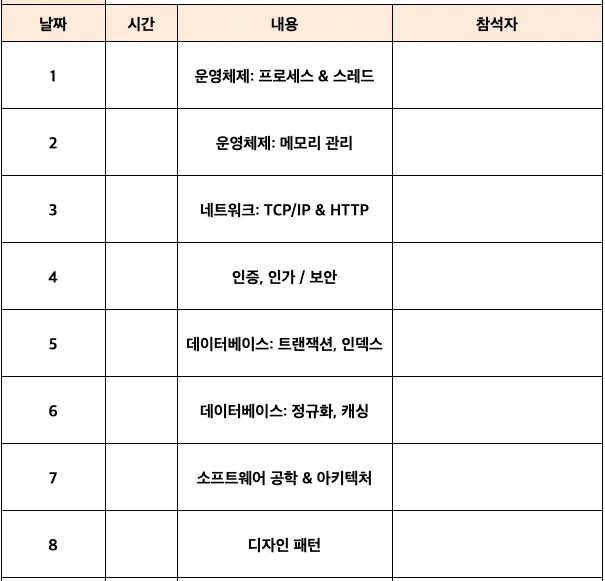 날짜 시간 내용 참석자
1 운영체제: 프로세스 & 스레드
2 운영체제: 메모리 관리
3 네트워크: TCP/IP & HTTP
4 인증, 인가 / 보안
5 데이터베이스: 트랜잭션, 인덱스
6 데이터베이스: 정규화, 캐싱
7 소프트웨어 공학 & 아키텍처
8 디자인 패턴